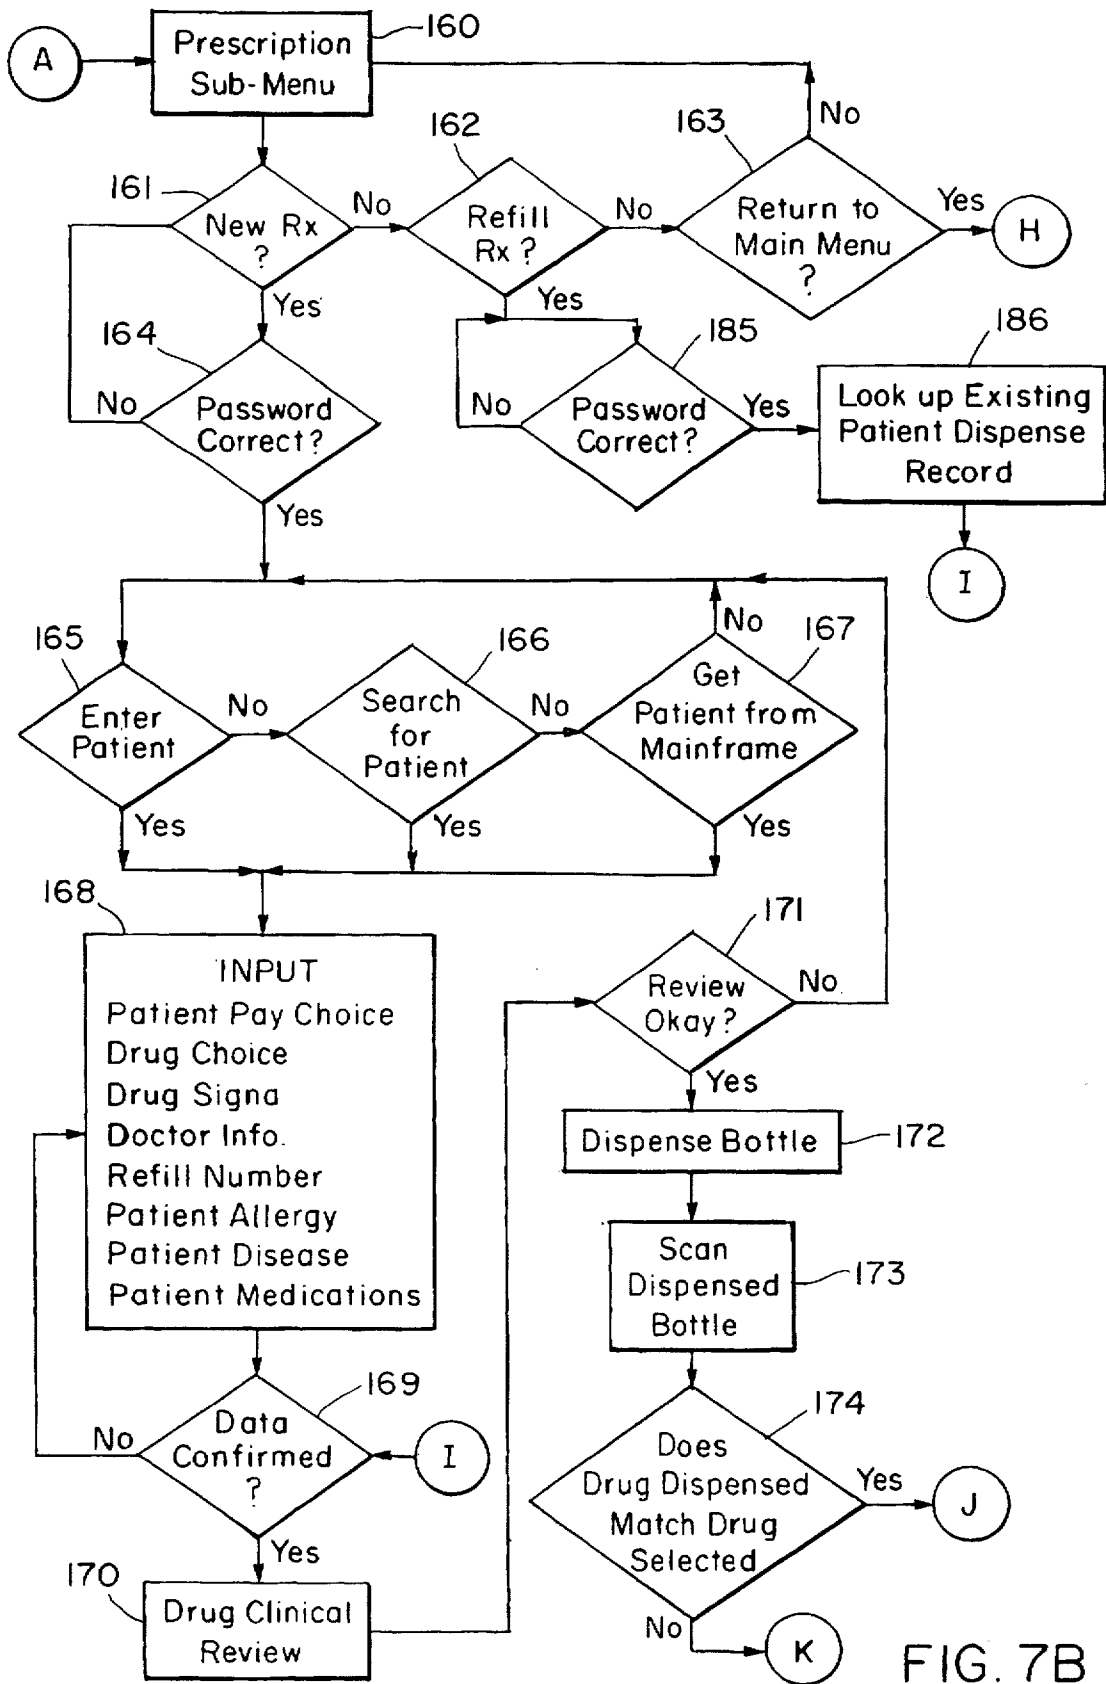 A
Prescription
Sub-Menu
160
No
161
New Rx
?
No
162
Refill
Rx ?
No
163
Return to
Main Menu
?
Yes
H
Yes
164
No
Password
Correct?
Yes
Yes
185
No
Password
Correct?
Yes
186
Look up Existing
Patient Dispense
Record
I
165
Enter
Patient
No
166
Search
for
Patient
No
167
No
Get
Patient from
Mainframe
Yes
Yes
Yes
168
INPUT
Patient Pay Choice
Drug Choice
Drug Signa
Doctor Info.
Refill Number
Patient Allergy
Patient Disease
Patient Medications
169
No
Data
Confirmed
?
I
Yes
170
Drug Clinical
Review
171
Review
Okay?
No
Yes
Dispense Bottle
172
Scan
Dispensed
Bottle
173
174
Does
Drug Dispensed
Match Drug
Selected
Yes
J
No
K
FIG. 7B